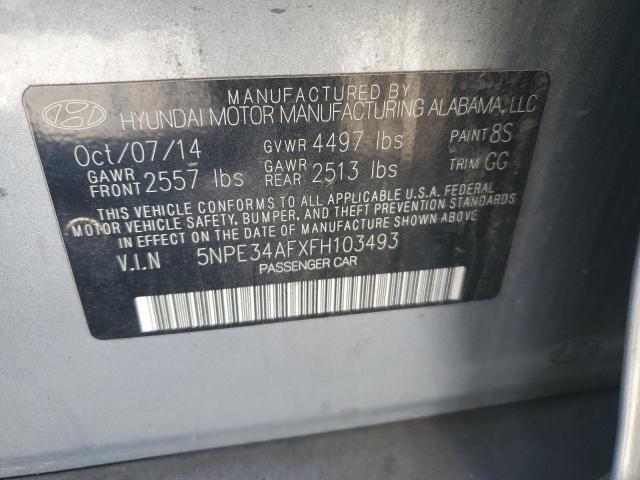 MANUFACTURED BY
HYUNDAI MOTOR MANUFACTURING ALABAMA, LLC
Oct/07/14 GVWR 4497 lbs PAINT 8S
GAWR FRONT 2557 lbs GAWR REAR 2513 lbs TRIM GG
THIS VEHICLE CONFORMS TO ALL APPLICABLE U.S.A. FEDERAL
MOTOR VEHICLE SAFETY, BUMPER, AND THEFT PREVENTION STANDARDS
IN EFFECT ON THE DATE OF MANUFACTURE SHOWN ABOVE.
V.I.N 5NPE34AFXFH103493
PASSENGER CAR